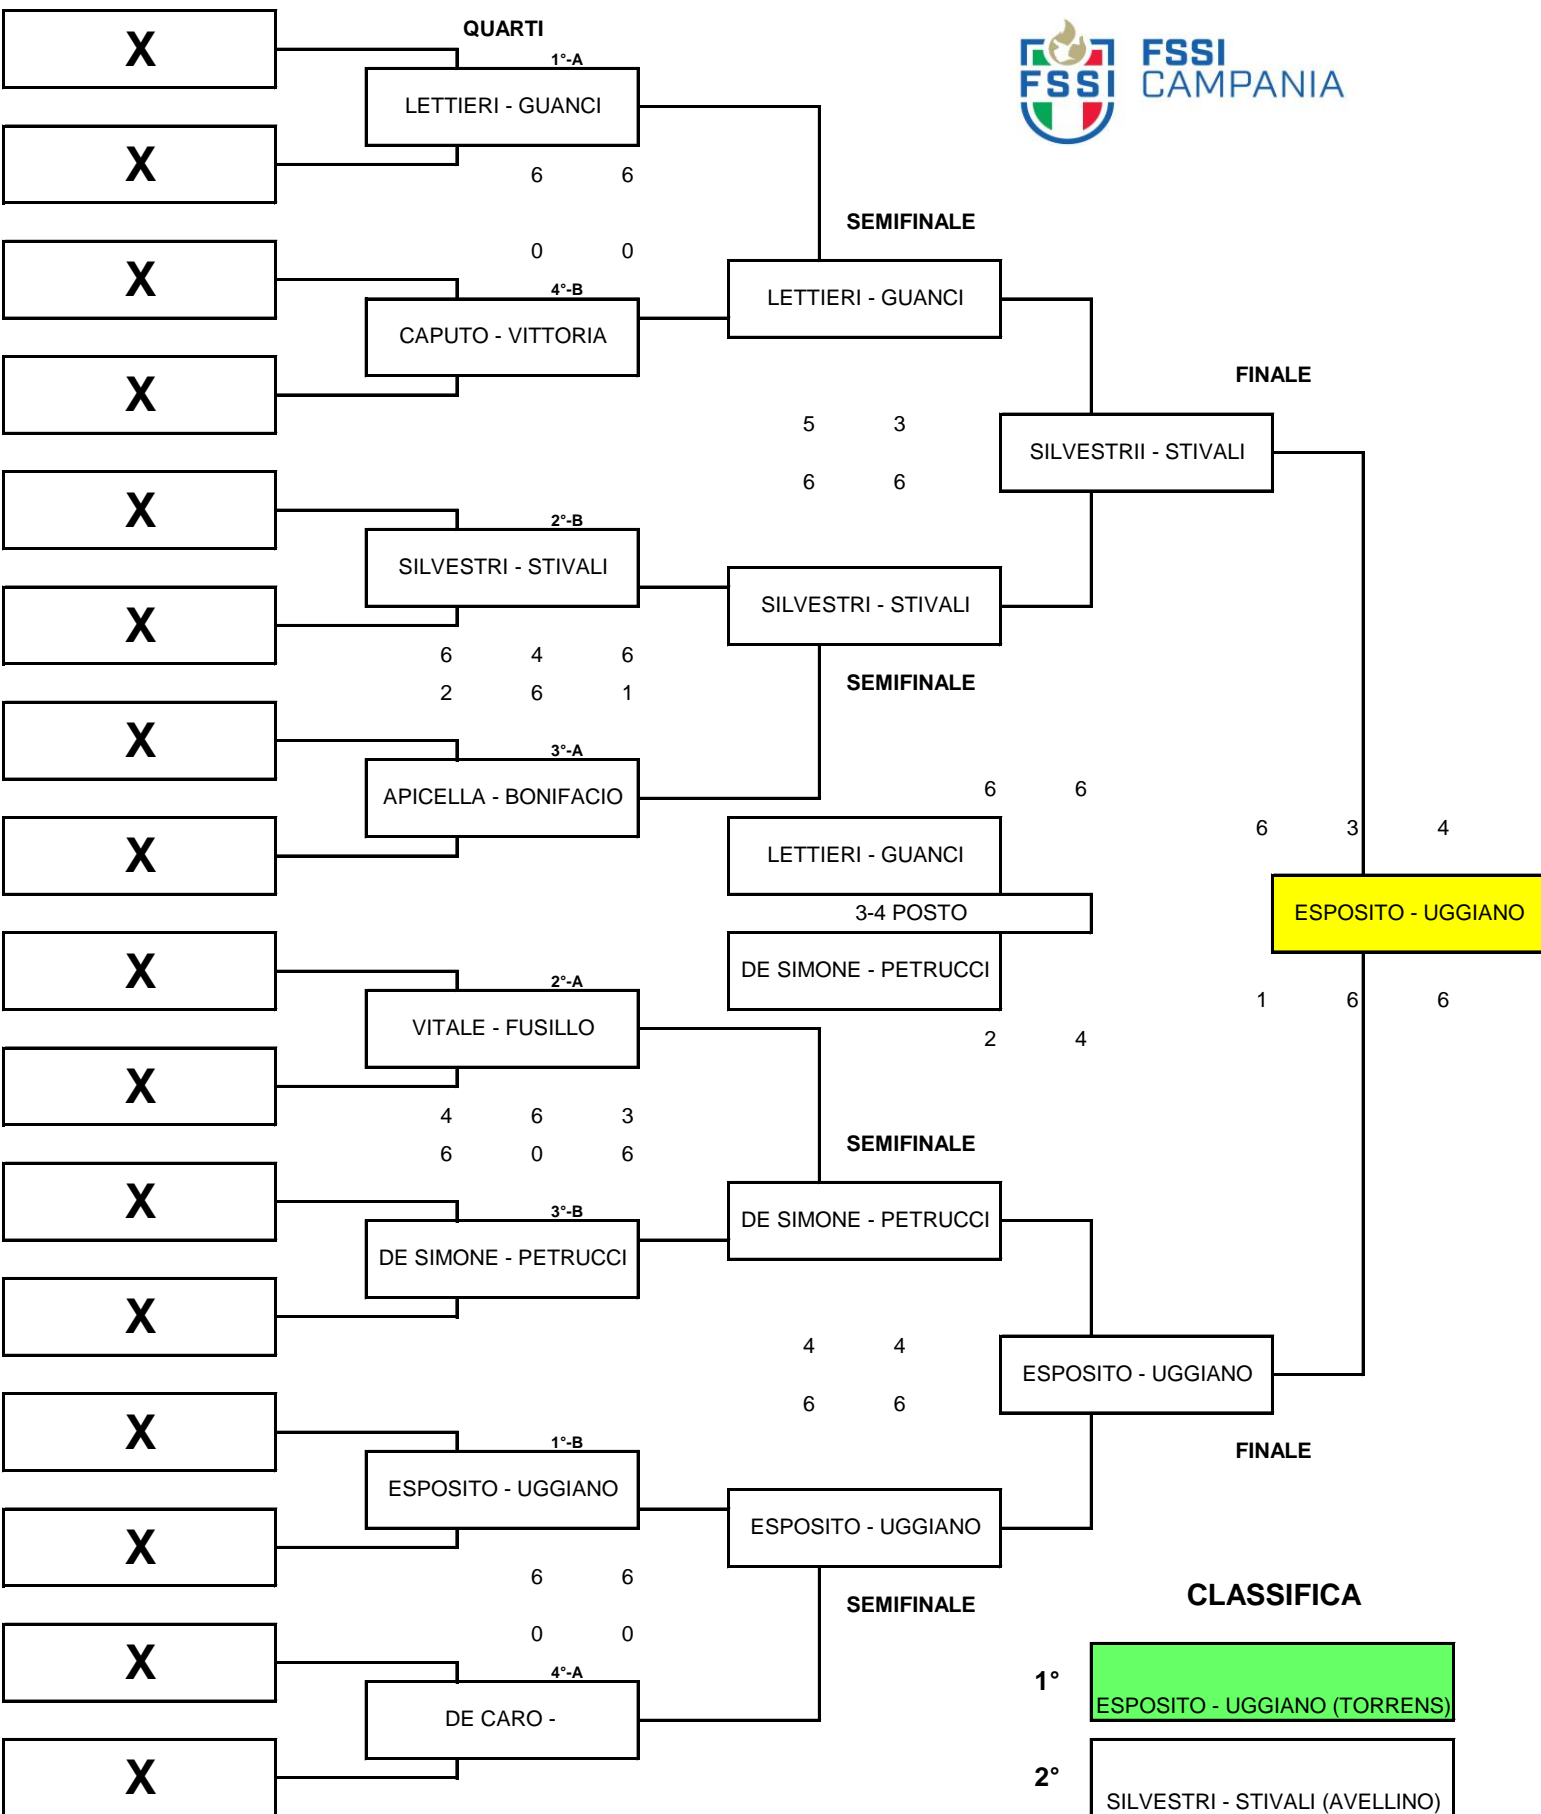 X
QUARTI
1°-A
LETTIERI - GUANCI
FSSI
FSSI
CAMPANIA
X
6 6
SEMIFINALE
0 0
X
4°-B
CAPUTO - VITTORIA
LETTIERI - GUANCI
X
FINALE
5 3
SILVESTRII - STIVALI
6 6
X
2°-B
SILVESTRI - STIVALI
SILVESTRI - STIVALI
X
6 4 6
2 6 1
SEMIFINALE
X
3°-A
APICELLA - BONIFACIO
6 6
6 3 4
X
LETTIERI - GUANCI
3-4 POSTO
ESPOSITO - UGGIANO
DE SIMONE - PETRUCCI
X
2°-A
VITALE - FUSILLO
1 6 6
2 4
X
4 6 3
6 0 6
SEMIFINALE
X
3°-B
DE SIMONE - PETRUCCI
DE SIMONE - PETRUCCI
X
4 4
ESPOSITO - UGGIANO
6 6
X
1°-B
ESPOSITO - UGGIANO
FINALE
ESPOSITO - UGGIANO
X
6 6
SEMIFINALE
0 0
CLASSIFICA
X
4°-A
DE CARO -
1°
ESPOSITO - UGGIANO (TORRENS)
X
2°
SILVESTRI - STIVALI (AVELLINO)